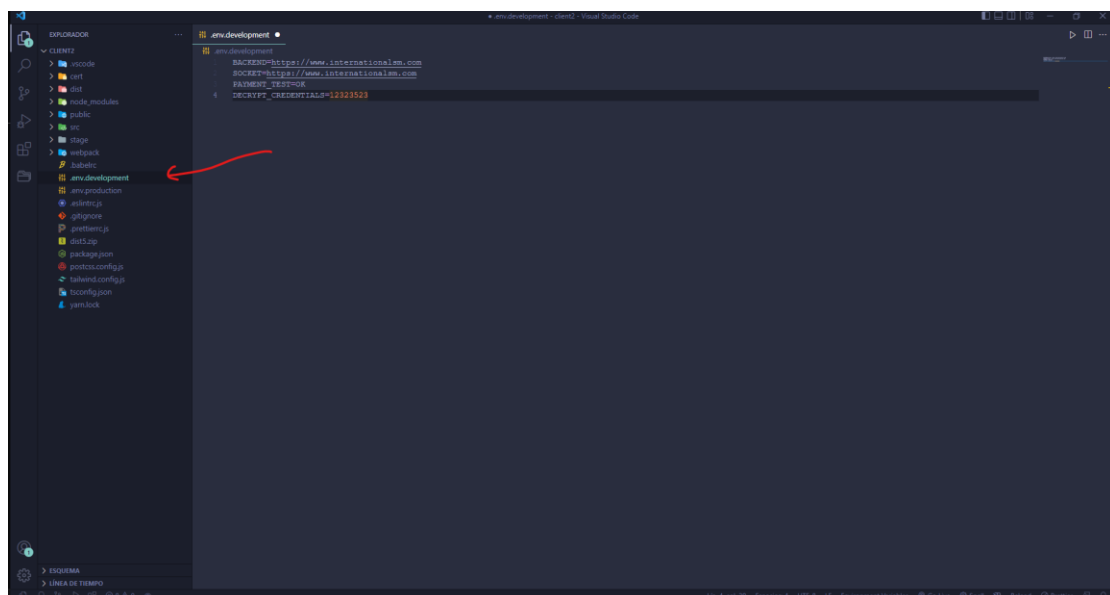 ● .env.development - client2 - Visual Studio Code
EXPLORADOR
CLIENT2
.vscode
cert
dist
node_modules
public
src
stage
webpack
.babelrc
.env.development
.env.production
.eslintrc.js
.gitignore
.prettierrc.js
dist5.zip
package.json
postcss.config.js
tailwind.config.js
tsconfig.json
yarn.lock
ESQUEMA
LÍNEA DE TIEMPO
.env.development ●
.env.development
BACKEND=https://www.internationalsm.com
SOCKET=https://www.internationalsm.com
PAYMENT_TEST=OK
4 DECRYPT_CREDENTIALS=12323523